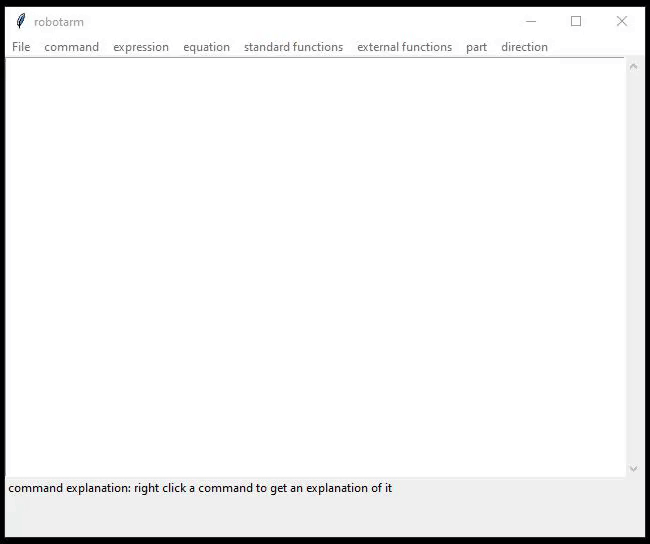 robotarm
File command expression equation standard functions external functions part direction
command explanation: right click a command to get an explanation of it